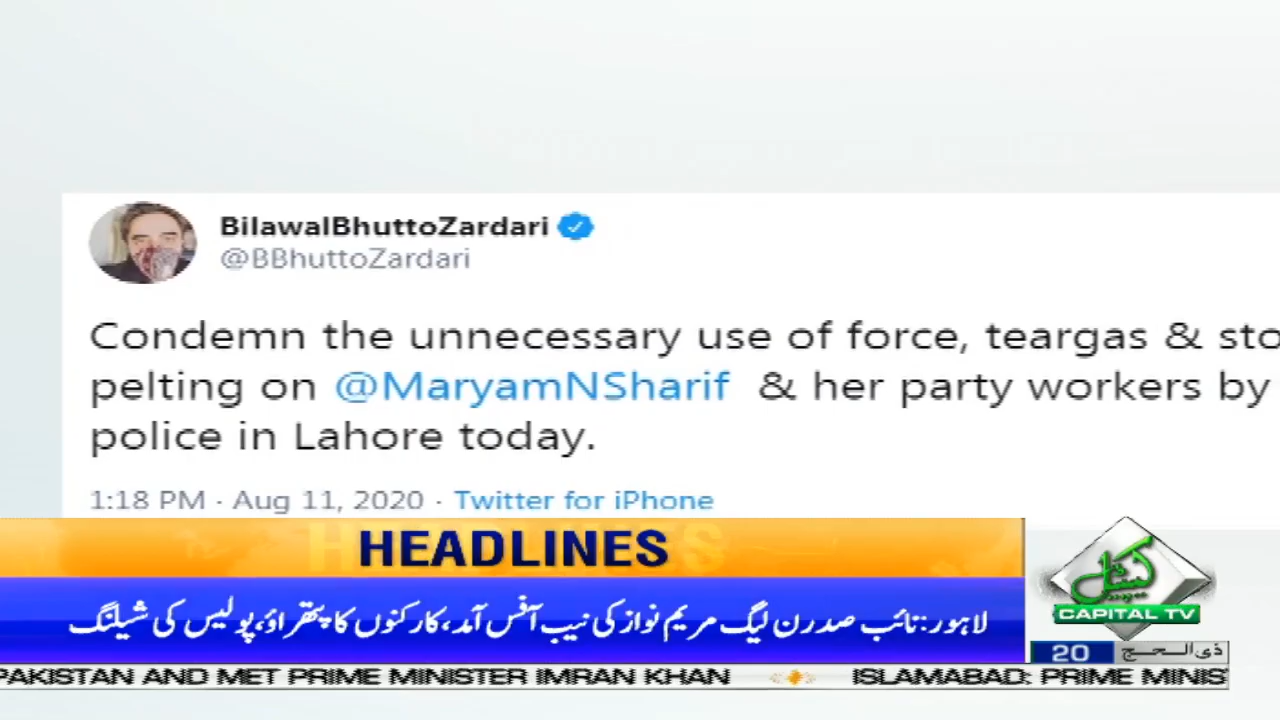 BilawalBhuttoZardari
@BBhuttoZardari
Condemn the unnecessary use of force, teargas & sto
pelting on @MaryamNSharif & her party workers by
police in Lahore today.
1:18 PM · Aug 11, 2020 · Twitter for iPhone
HEADLINES
لاہور: نائب صدر ن لیگ مریم نواز کی نیب آفس آمد، کارکنوں کا پتھراؤ، پولیس کی شیلنگ
کیپیٹل
CAPITAL TV
20 ذی الحج
PAKISTAN AND MET PRIME MINISTER IMRAN KHAN ISLAMABAD: PRIME MINIS